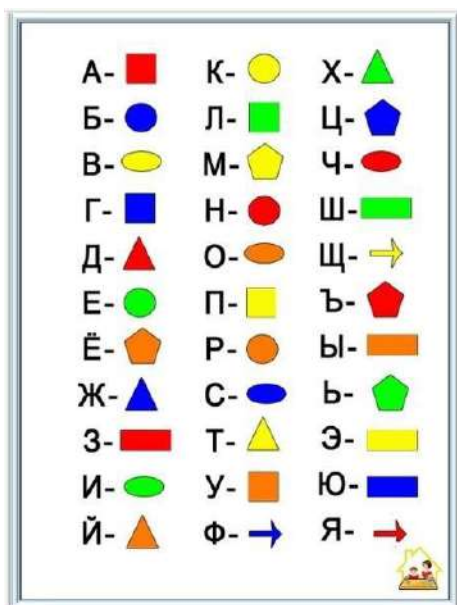 А- К- Х-
Б- Л- Ц-
В- М- Ч-
Г- Н- Ш-
Д- О- Щ-
Е- П- Ъ-
Ё- Р- Ы-
Ж- С- Ь-
З- Т- Э-
И- У- Ю-
Й- Ф- Я-